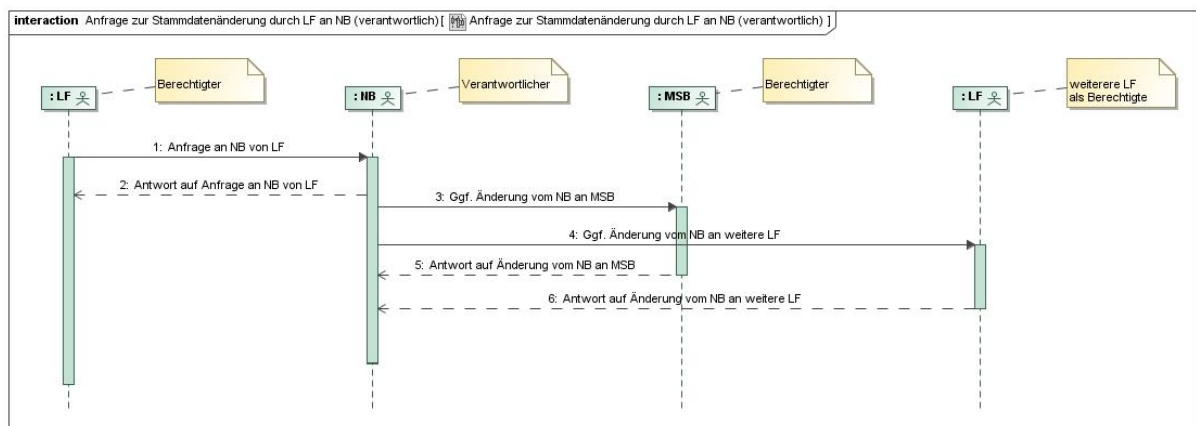 interaction Anfrage zur Stammdatenänderung durch LF an NB (verantwortlich) [ Anfrage zur Stammdatenänderung durch LF an NB (verantwortlich) ]
: LF
Berechtigter
: NB
Verantwortlicher
: MSB
Berechtigter
: LF
weiterere LF
als Berechtigte
1: Anfrage an NB von LF
2: Antwort auf Anfrage an NB von LF
3: Ggf. Änderung vom NB an MSB
4: Ggf. Änderung vom NB an weitere LF
5: Antwort auf Änderung vom NB an MSB
6: Antwort auf Änderung vom NB an weitere LF